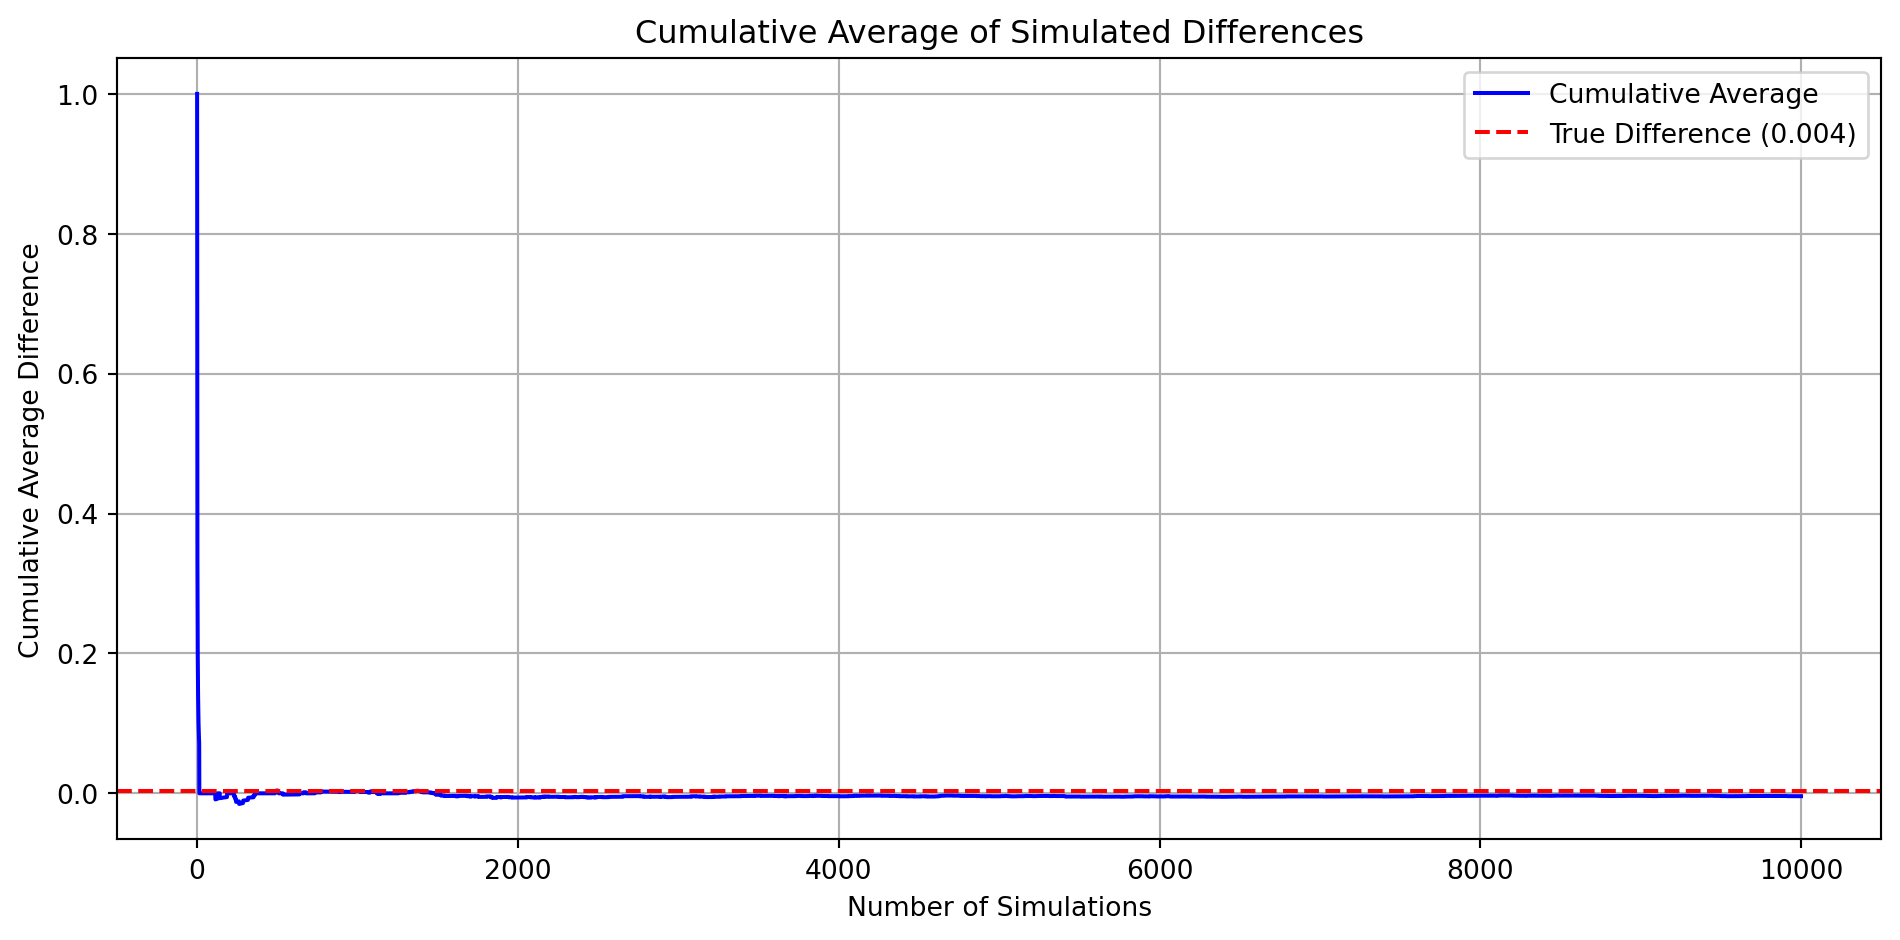 Cumulative Average of Simulated Differences
Cumulative Average
True Difference (0.004)
Cumulative Average Difference
1.0
0.8
0.6
0.4
0.2
0.0
0
2000
4000
6000
8000
10000
Number of Simulations